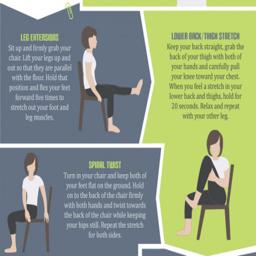 LEG EXTENSIONS
Sit up and firmly grab your
chair. Lift your legs up
and out so that they are parallel
with the floor. Hold that
position and flex your feet
forward five times to
stretch out your foot and
leg muscles.
LOWER BACK/THIGH STRETCH
Keep your back straight, grab the
back of your thigh with both of
your hands and carefully pull
your knee toward your chest.
When you feel a stretch in your
lower back and thighs, hold for
20 seconds. Relax and repeat
with your other leg.
SPINAL TWIST
Turn in your chair and keep both of
your feet flat on the ground. Hold
on to the back of the chair firmly
with both hands and twist towards
the back of the chair while keeping
your hips still. Repeat the stretch
for both sides.